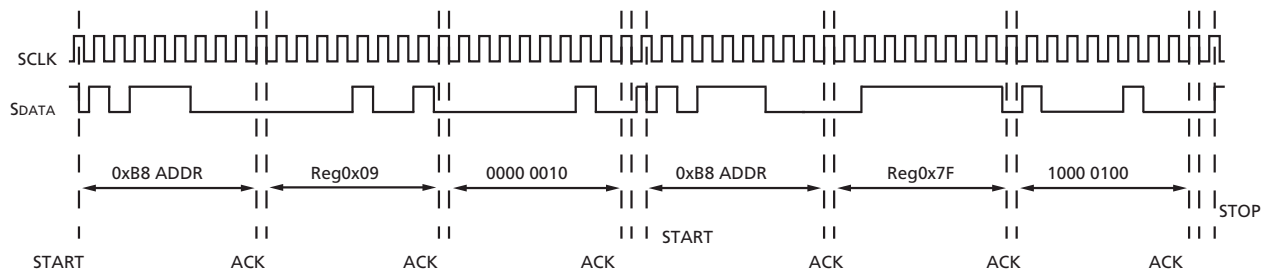 SCLK
SDATA
0xB8 ADDR
Reg0x09
0000 0010
0xB8 ADDR
Reg0x7F
1000 0100
STOP
START
START
ACK
ACK
ACK
ACK
ACK
ACK